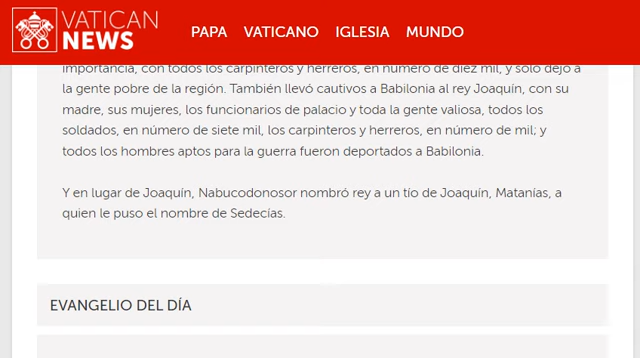 VATICAN
NEWS
PAPA VATICANO IGLESIA MUNDO
importancia, con todos los carpinteros y herreros, en número de diez mil, y sólo dejó a
la gente pobre de la región. También llevó cautivos a Babilonia al rey Joaquín, con su
madre, sus mujeres, los funcionarios de palacio y toda la gente valiosa, todos los
soldados, en número de siete mil, los carpinteros y herreros, en número de mil; y
todos los hombres aptos para la guerra fueron deportados a Babilonia.
Y en lugar de Joaquín, Nabucodonosor nombró rey a un tío de Joaquín, Matanías, a
quien le puso el nombre de Sedecías.
EVANGELIO DEL DÍA